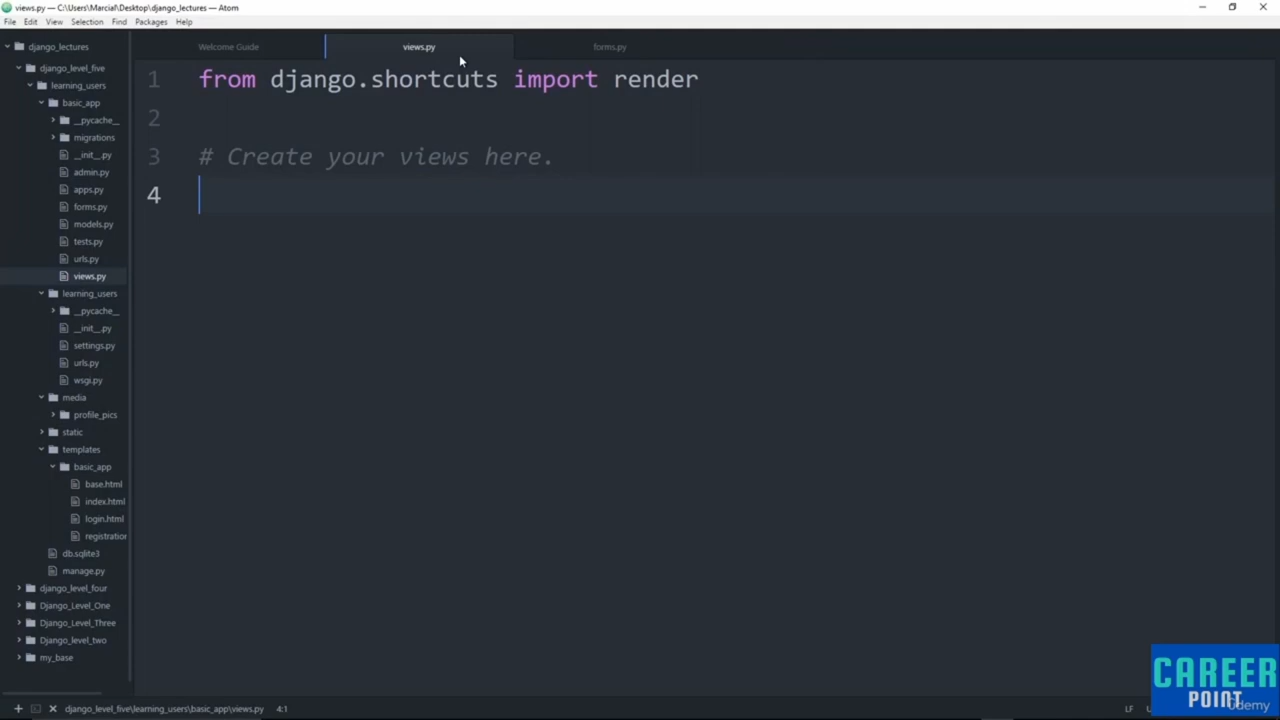 views.py — C:\Users\Marcial\Desktop\django_lectures — Atom
File Edit View Selection Find Packages Help
django_lectures
django_level_five
learning_users
basic_app
__pycache__
migrations
__init__.py
admin.py
apps.py
forms.py
models.py
tests.py
urls.py
views.py
learning_users
__pycache__
__init__.py
settings.py
urls.py
wsgi.py
media
profile_pics
static
templates
basic_app
base.html
index.html
login.html
registration
db.sqlite3
manage.py
django_level_four
Django_Level_One
Django_Level_Three
Django_level_two
my_base
Welcome Guide views.py forms.py
1 from django.shortcuts import render
2
3 # Create your views here.
4
django_level_five\learning_users\basic_app\views.py 4:1 LF
CAREER
POINT
Udemy